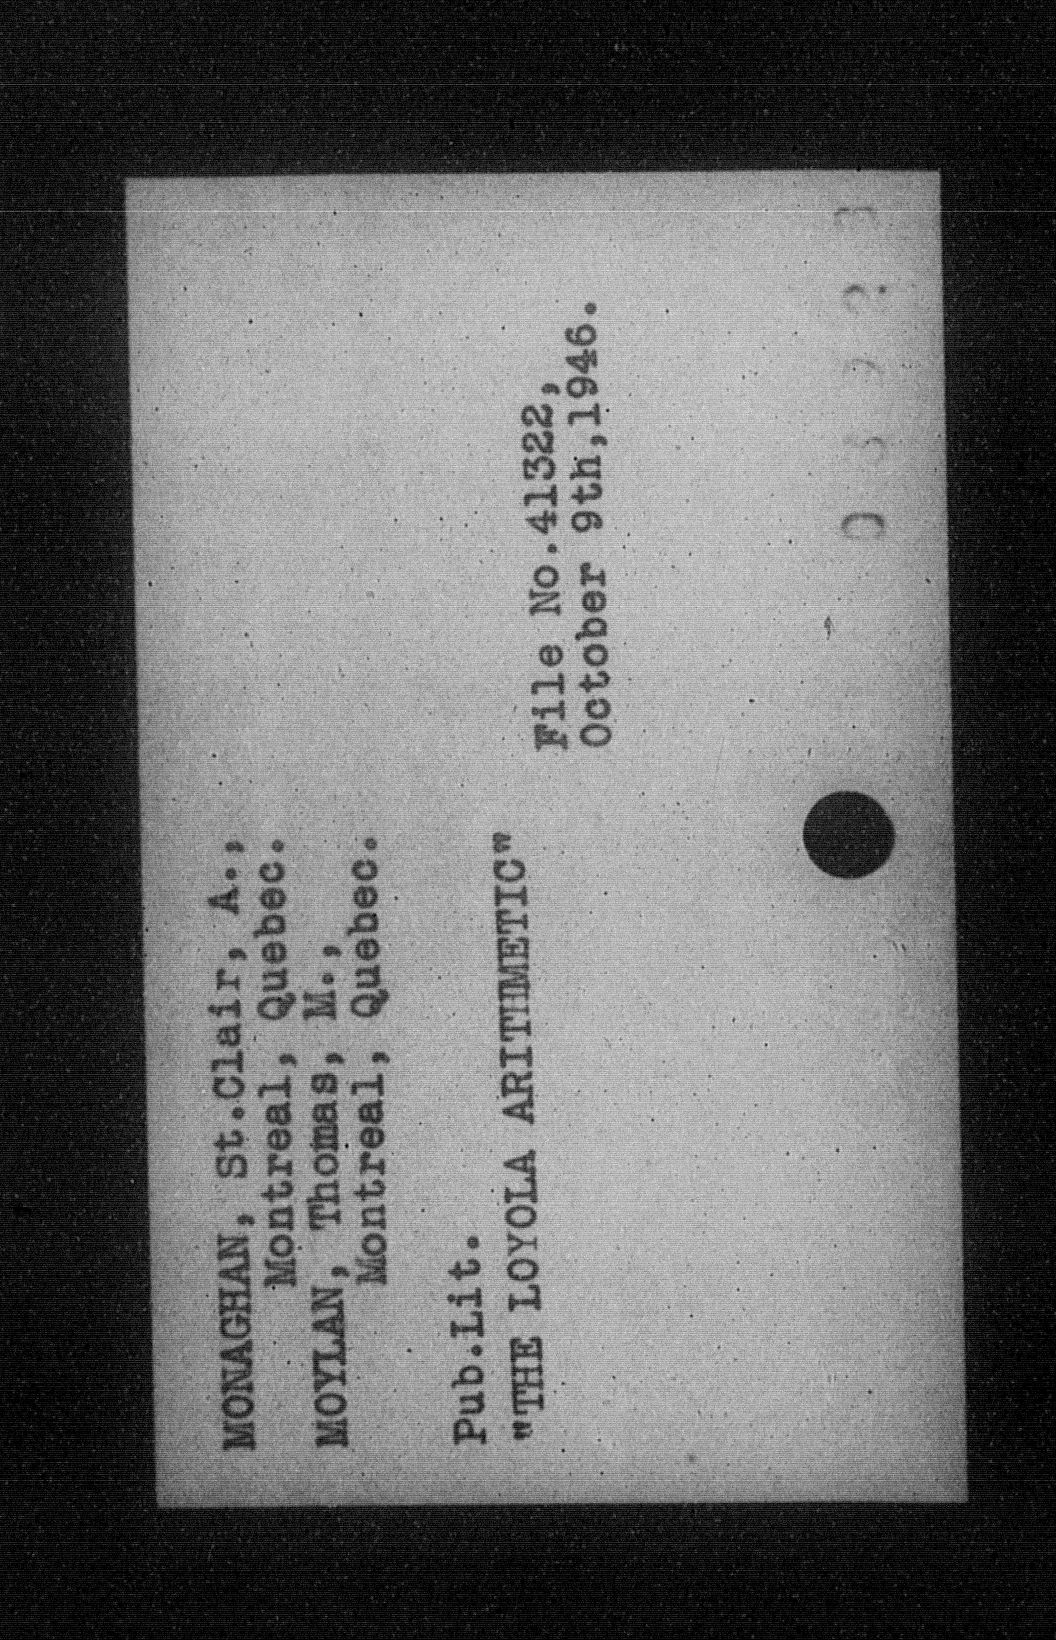 MONAGHAN, St.Clair, A.,
Montreal, Quebec.
MOYLAN, Thomas, M.,
Montreal, Quebec.
Pub.Lit.
"THE LOYOLA ARITHMETIC"
File No.41322,
October 9th,1946.